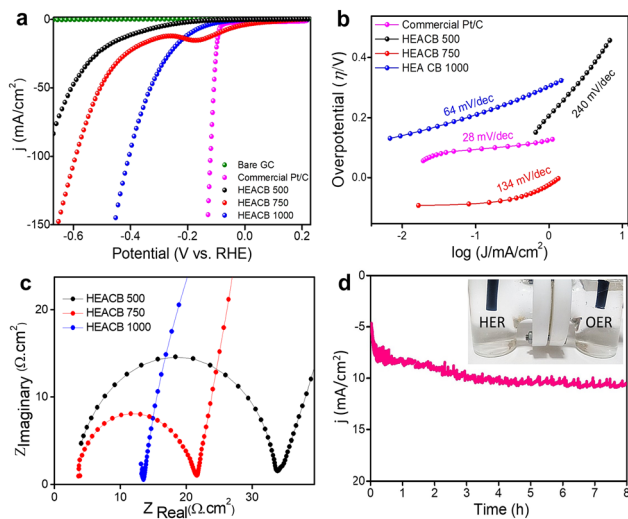 a
j (mA/cm²)
0
-50
-100
-150
-0.6
-0.4
-0.2
0.0
0.2
Potential (V vs. RHE)
Bare GC
Commercial Pt/C
HEACB 500
HEACB 750
HEACB 1000
b
Overpotential (η/V)
0.4
0.2
0.0
-2
-1
0
1
log (J/mA/cm²)
Commercial Pt/C
HEACB 500
HEACB 750
HEA CB 1000
64 mV/dec
28 mV/dec
240 mV/dec
134 mV/dec
c
Z Imaginary (Ω.cm²)
20
10
0
0
10
20
30
Z Real (Ω.cm²)
HEACB 500
HEACB 750
HEACB 1000
d
j (mA/cm²)
0
-5
10
15
20
0
1
2
3
4
5
6
7
8
Time (h)
HER
OER